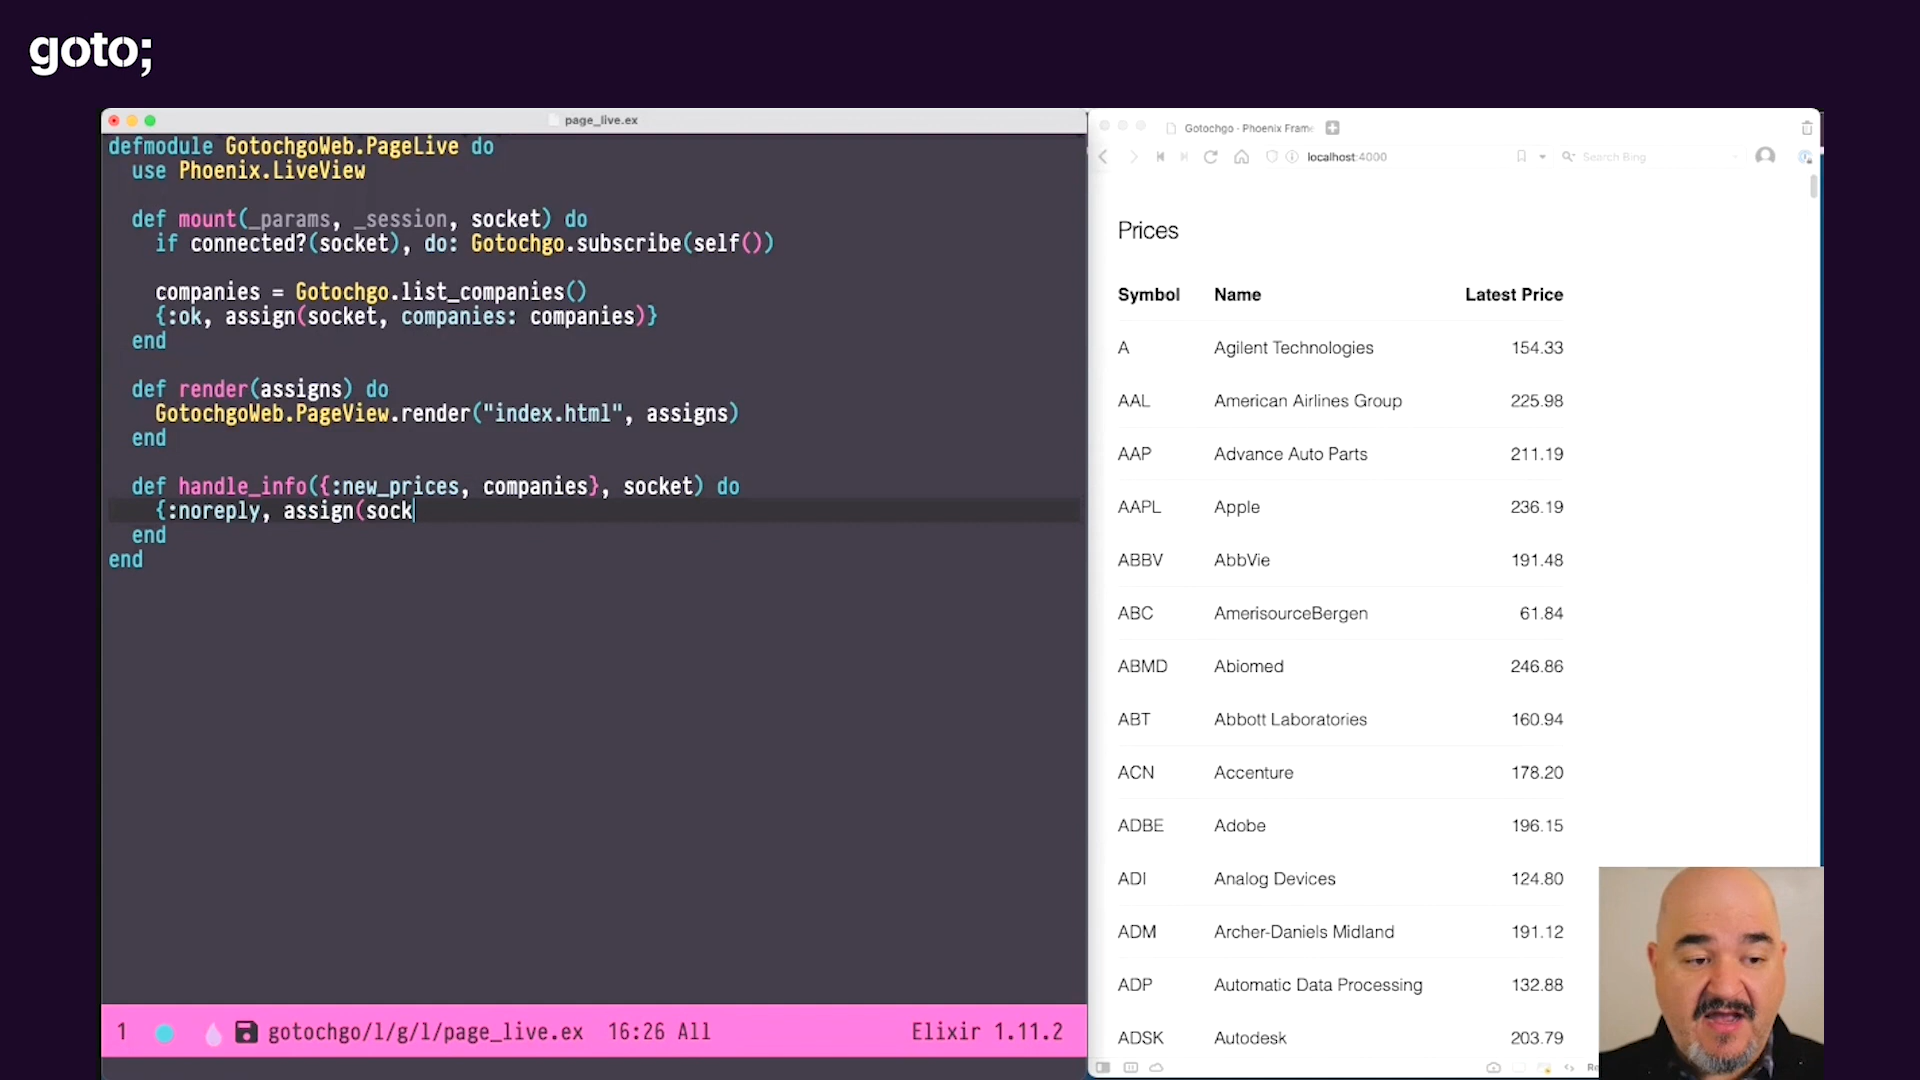 goto;
page_live.ex
defmodule GotochgoWeb.PageLive do
use Phoenix.LiveView
def mount(_params, _session, socket) do
if connected?(socket), do: Gotochgo.subscribe(self())
companies = Gotochgo.list_companies()
{:ok, assign(socket, companies: companies)}
end
def render(assigns) do
GotochgoWeb.PageView.render("index.html", assigns)
end
def handle_info({:new_prices, companies}, socket) do
{:noreply, assign(sock
end
end
1 gotochgo/l/g/l/page_live.ex 16:26 All Elixir 1.11.2
Gotochgo · Phoenix Frame
localhost:4000 Search Bing
Prices
Symbol Name Latest Price
A Agilent Technologies 154.33
AAL American Airlines Group 225.98
AAP Advance Auto Parts 211.19
AAPL Apple 236.19
ABBV AbbVie 191.48
ABC AmerisourceBergen 61.84
ABMD Abiomed 246.86
ABT Abbott Laboratories 160.94
ACN Accenture 178.20
ADBE Adobe 196.15
ADI Analog Devices 124.80
ADM Archer-Daniels Midland 191.12
ADP Automatic Data Processing 132.88
ADSK Autodesk 203.79